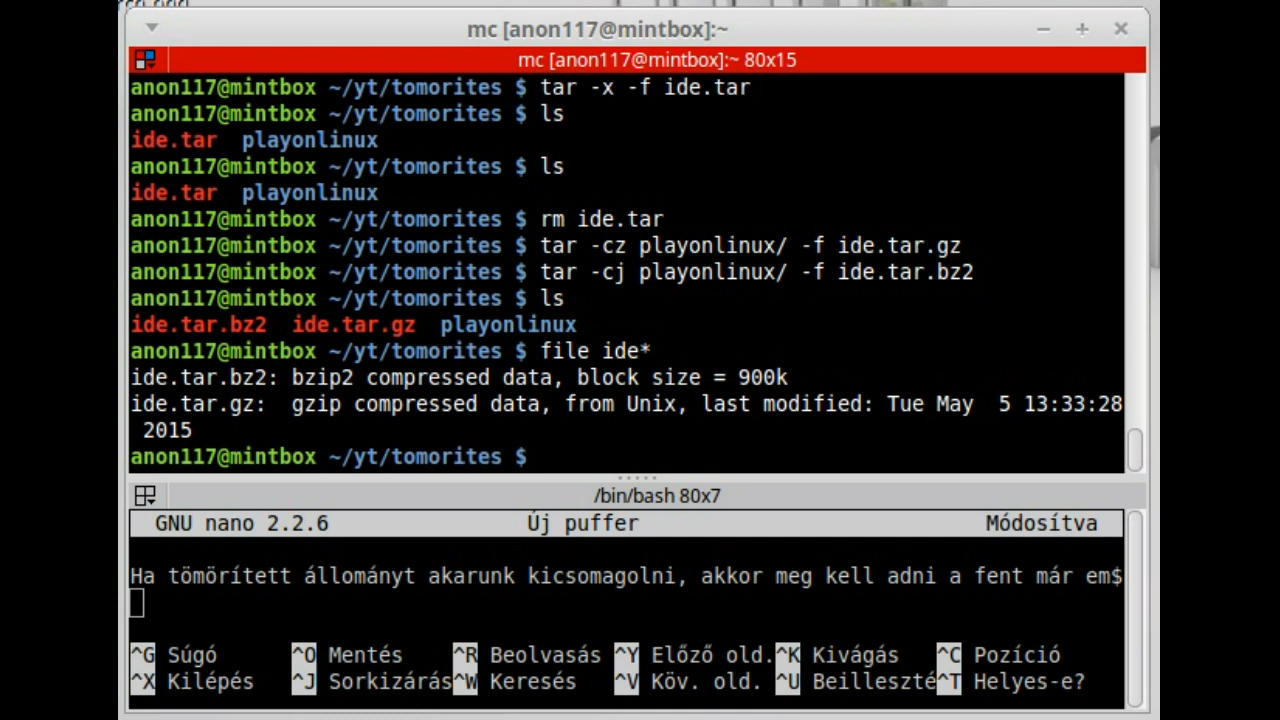 mc [anon117@mintbox]:~
mc [anon117@mintbox]:~ 80x15
anon117@mintbox ~/yt/tomorites $ tar -x -f ide.tar
anon117@mintbox ~/yt/tomorites $ ls
ide.tar  playonlinux
anon117@mintbox ~/yt/tomorites $ ls
ide.tar  playonlinux
anon117@mintbox ~/yt/tomorites $ rm ide.tar
anon117@mintbox ~/yt/tomorites $ tar -cz playonlinux/ -f ide.tar.gz
anon117@mintbox ~/yt/tomorites $ tar -cj playonlinux/ -f ide.tar.bz2
anon117@mintbox ~/yt/tomorites $ ls
ide.tar.bz2  ide.tar.gz  playonlinux
anon117@mintbox ~/yt/tomorites $ file ide*
ide.tar.bz2: bzip2 compressed data, block size = 900k
ide.tar.gz:  gzip compressed data, from Unix, last modified: Tue May  5 13:33:28
 2015
anon117@mintbox ~/yt/tomorites $
/bin/bash 80x7
GNU nano 2.2.6 Új puffer Módosítva
Ha tömörített állományt akarunk kicsomagolni, akkor meg kell adni a fent már em$
^G Súgó ^O Mentés ^R Beolvasás ^Y Előző old. ^K Kivágás ^C Pozíció
^X Kilépés ^J Sorkizárás ^W Keresés ^V Köv. old. ^U Beilleszté ^T Helyes-e?